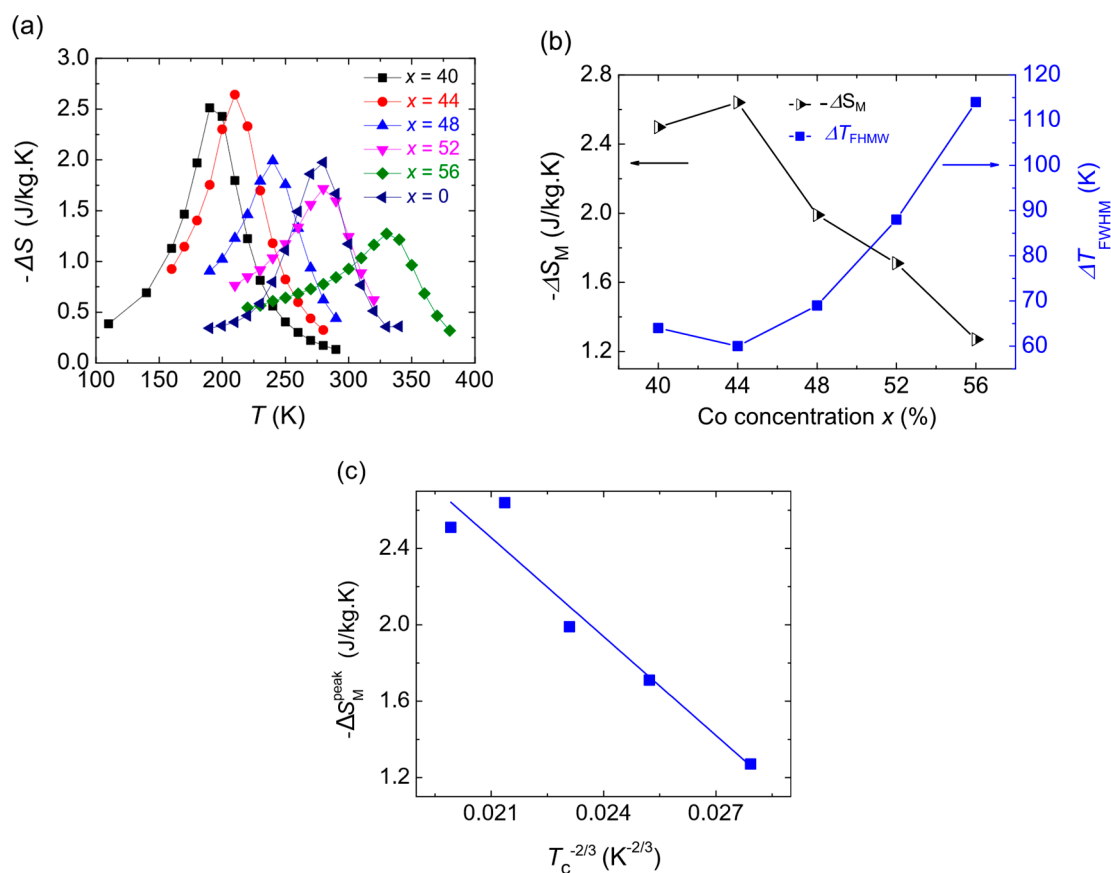 (a)
3.0
2.5
2.0
1.5
1.0
0.5
0.0
-ΔS (J/kg.K)
x = 40
x = 44
x = 48
x = 52
x = 56
x = 0
100 150 200 250 300 350 400
T (K)
(b)
2.8
2.4
2.0
1.6
1.2
-ΔS_M (J/kg.K)
-ΔS_M
ΔT_FHMW
120
110
100
90
80
70
60
ΔT_FWHM (K)
40 44 48 52 56
Co concentration x (%)
(c)
2.4
2.0
1.6
1.2
-ΔS_M^peak (J/kg.K)
0.021 0.024 0.027
T_c^-2/3 (K^-2/3)